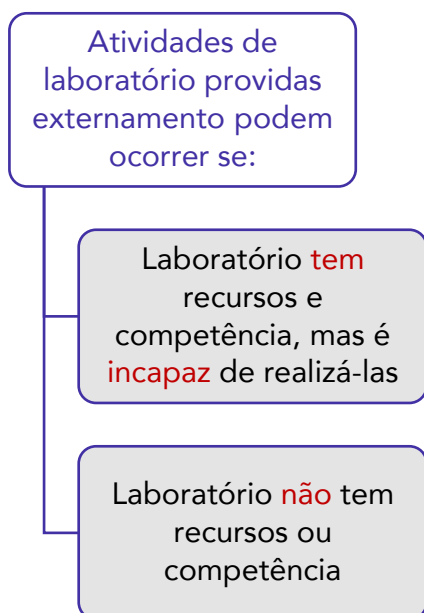 Atividades de
laboratório providas
externamento podem
ocorrer se:
Laboratório tem
recursos e
competência, mas é
incapaz de realizá-las
Laboratório não tem
recursos ou
competência